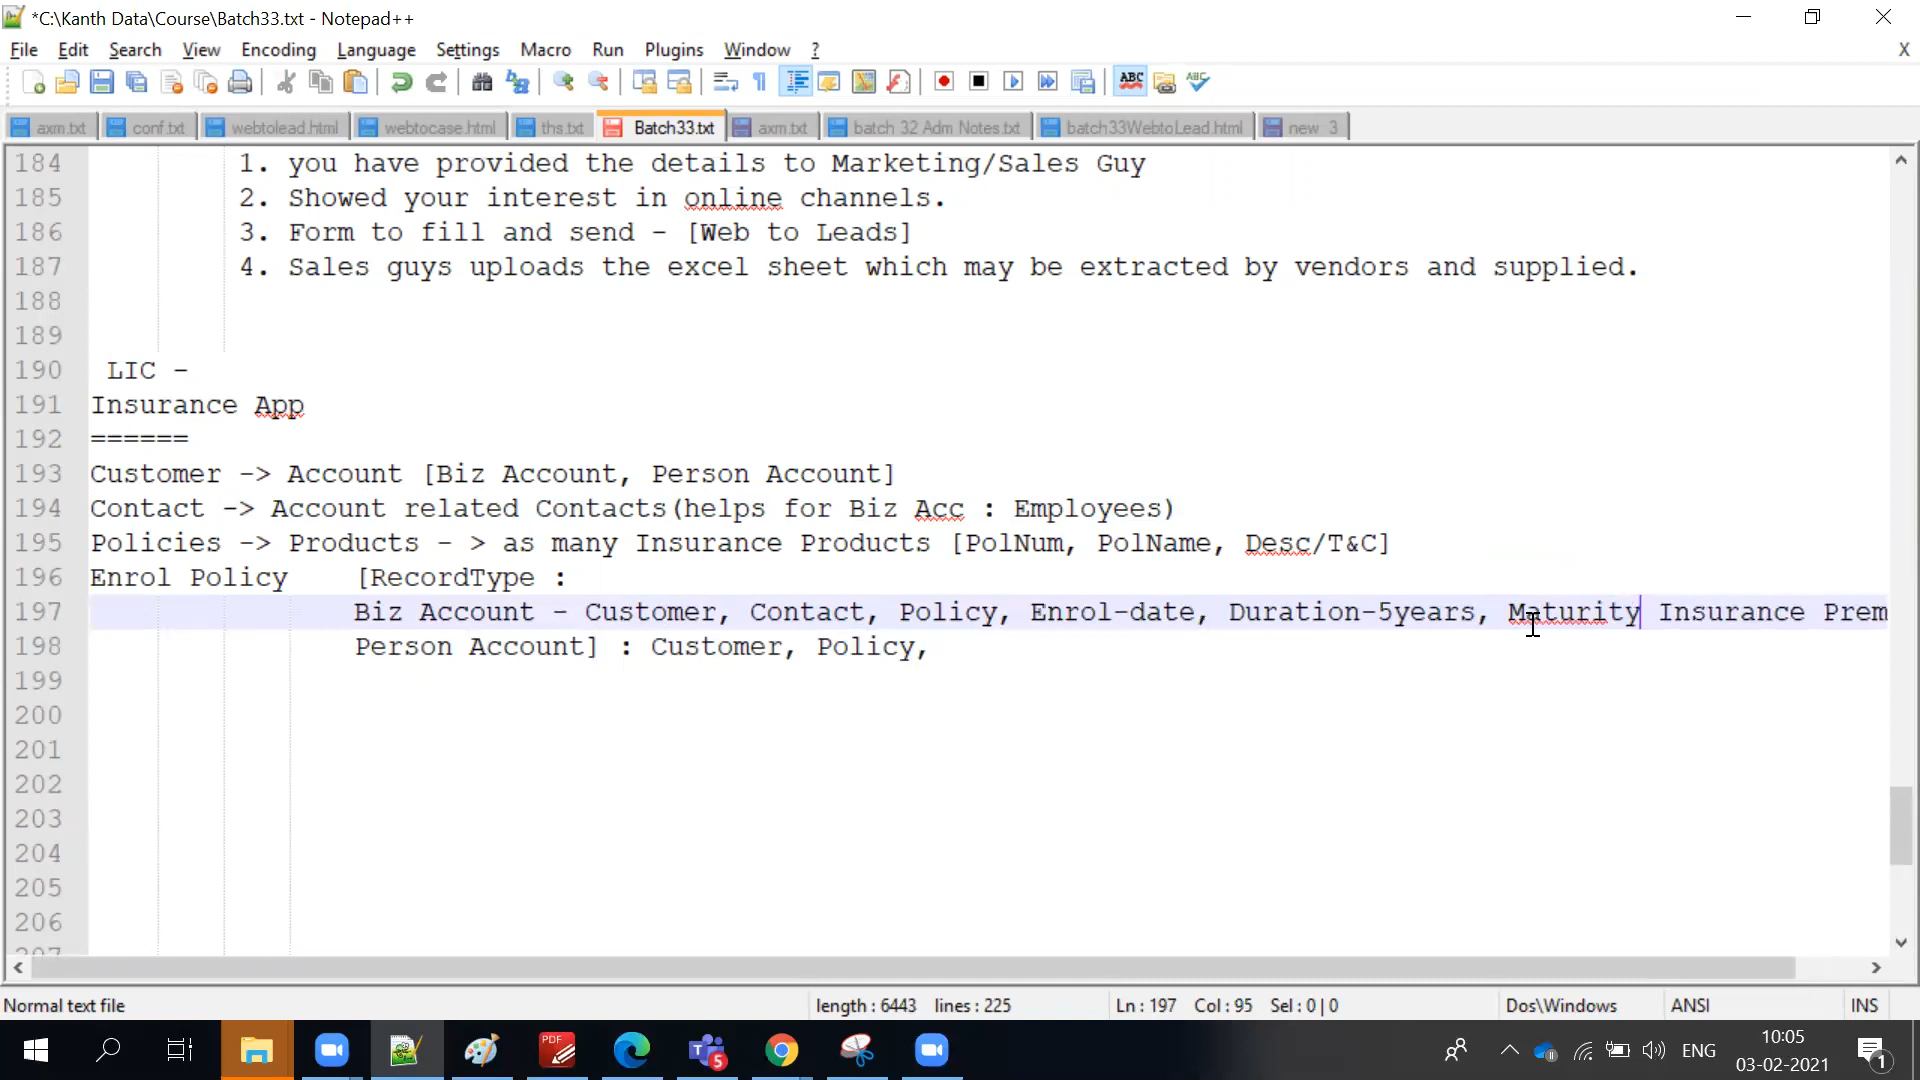 *C:\Kanth Data\Course\Batch33.txt - Notepad++
File Edit Search View Encoding Language Settings Macro Run Plugins Window ? X
ABC ABC
axm.txt conf.txt webtolead.html webtocase.html ths.txt Batch33.txt axm.txt batch 32 Adm Notes.txt batch33WebtoLead.html new 3
184 1. you have provided the details to Marketing/Sales Guy
185 2. Showed your interest in online channels.
186 3. Form to fill and send - [Web to Leads]
187 4. Sales guys uploads the excel sheet which may be extracted by vendors and supplied.
188
189
190 LIC -
191 Insurance App
192 ======
193 Customer -> Account [Biz Account, Person Account]
194 Contact -> Account related Contacts(helps for Biz Acc : Employees)
195 Policies -> Products - > as many Insurance Products [PolNum, PolName, Desc/T&C]
196 Enrol Policy [RecordType :
197 Biz Account - Customer, Contact, Policy, Enrol-date, Duration-5years, Maturity Insurance Prem
198 Person Account] : Customer, Policy,
199
200
201
202
203
204
205
206
207
Normal text file length : 6443 lines : 225 Ln : 197 Col : 95 Sel : 0 | 0 Dos\Windows ANSI INS
PDF 5 ENG 10:05
03-02-2021 1